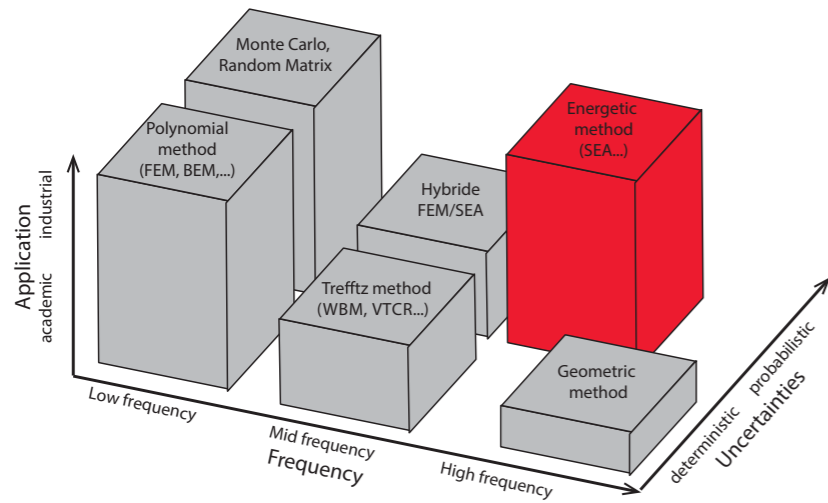 Monte Carlo,
Random Matrix
Polynomial
method
(FEM, BEM,...)
Energetic
method
(SEA...)
Hybride
FEM/SEA
Trefftz method
(WBM, VTCR...)
Geometric
method
Application
academic
industrial
Low frequency
Mid frequency
High frequency
Frequency
deterministic
probabilistic
Uncertainties